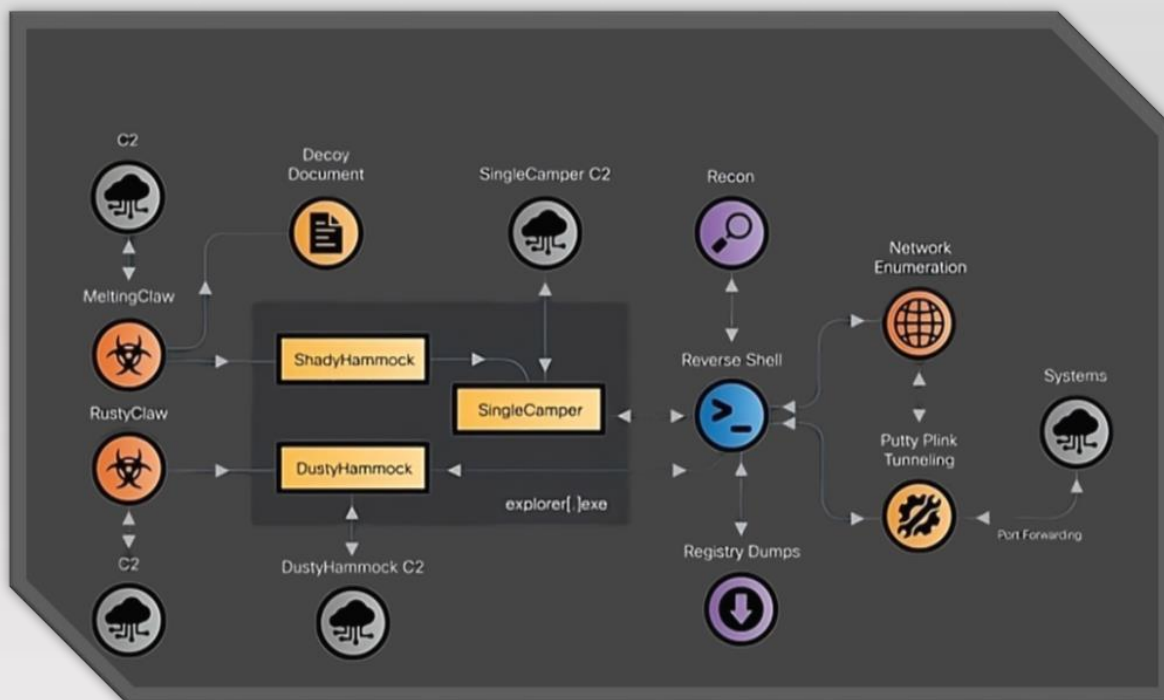 C2
Decoy
Document
SingleCamper C2
Recon
Network
Enumeration
MeltingClaw
ShadyHammock
Reverse Shell
Systems
RustyClaw
SingleCamper
DustyHammock
Putty Plink
Tunneling
explorer[.]exe
Port Forwarding
C2
DustyHammock C2
Registry Dumps
>_